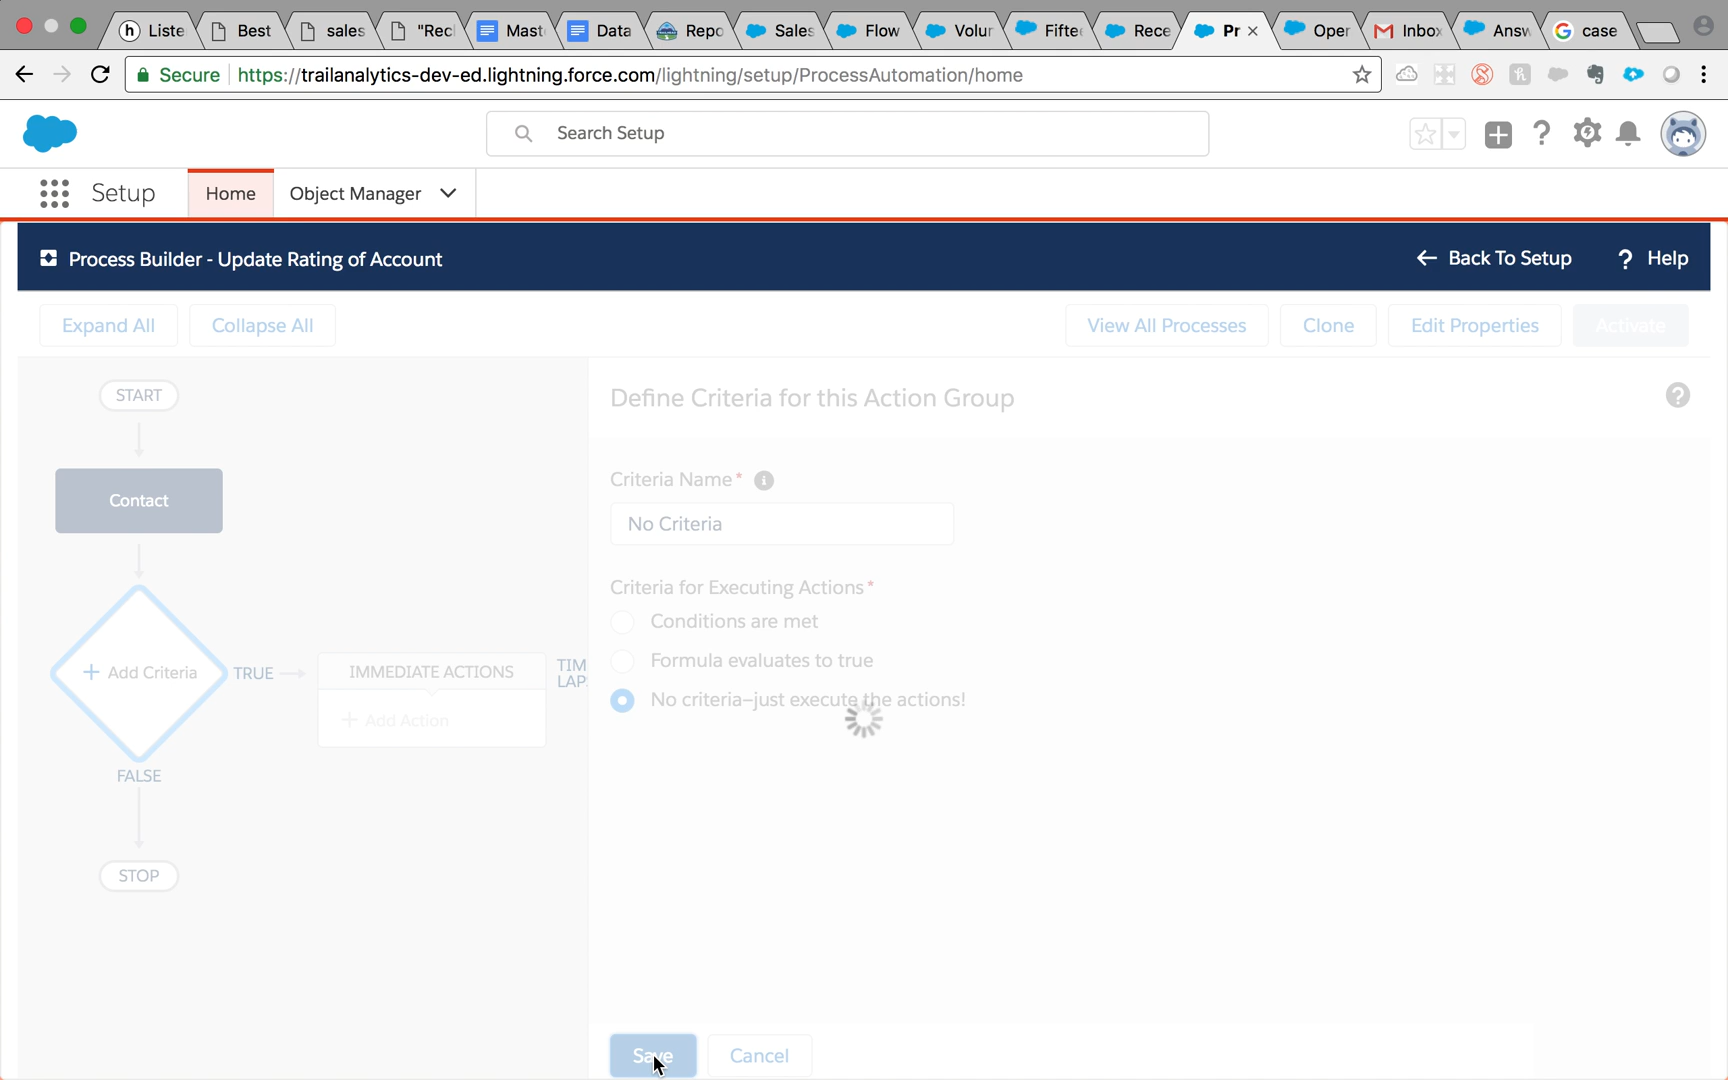 Liste
Best
sales
"Recl
Mast
Data
Repo
Sales
Flow
Volun
Fiftee
Rece
Pr
Oper
Inbox
Answ
case
Secure
https://trailanalytics-dev-ed.lightning.force.com/lightning/setup/ProcessAutomation/home
Search Setup
Setup
Home
Object Manager
Process Builder - Update Rating of Account
Back To Setup
? Help
Expand All
Collapse All
View All Processes
Clone
Edit Properties
Activate
START
Define Criteria for this Action Group
Criteria Name*
Contact
No Criteria
Criteria for Executing Actions*
Conditions are met
+ Add Criteria
TRUE
IMMEDIATE ACTIONS
TIM
LAP
Formula evaluates to true
No criteria–just execute the actions!
+ Add Action
FALSE
STOP
Save
Cancel